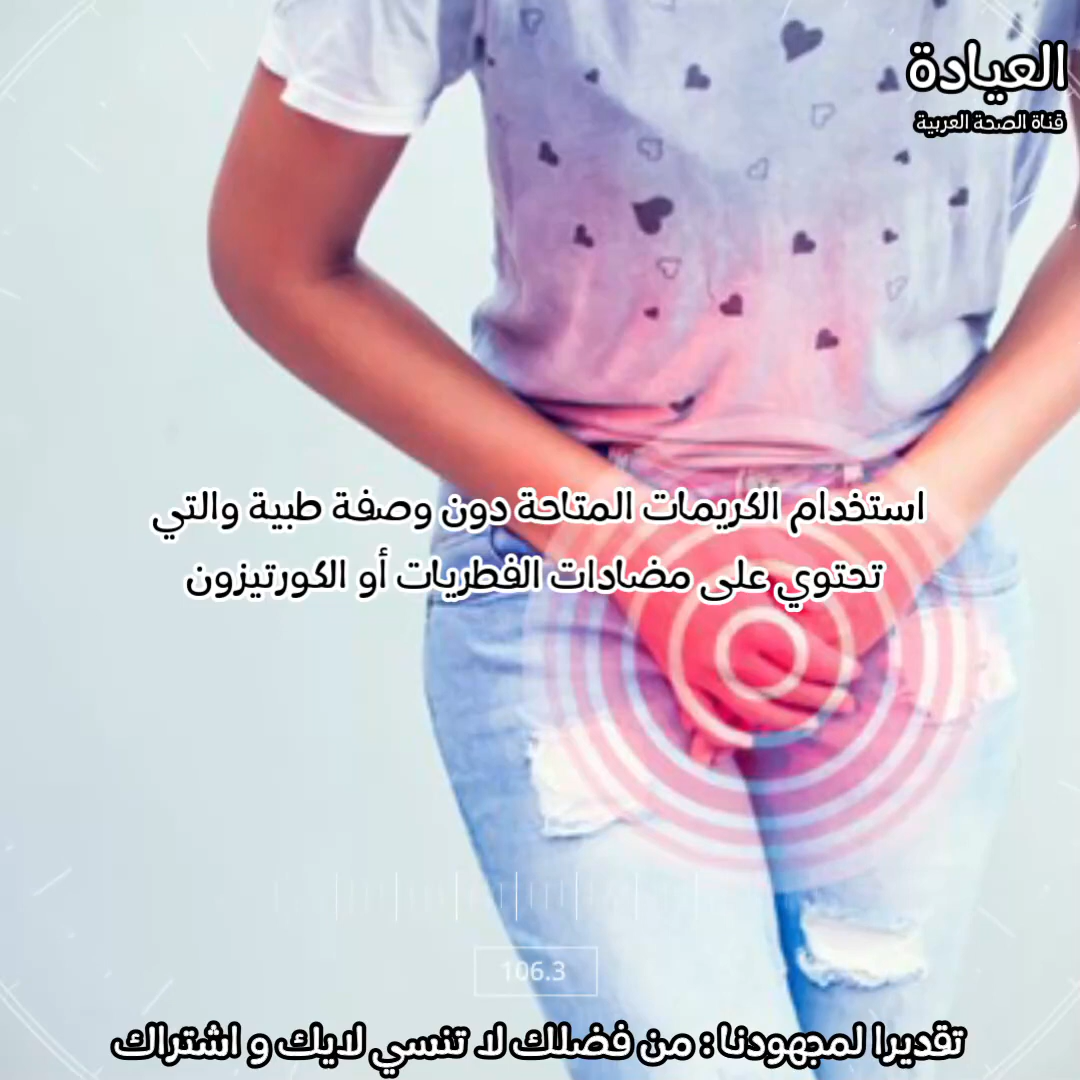 العيادة
قناة الصحة العربية
استخدام الكريمات المتاحة دون وصفة طبية والتي
تحتوي على مضادات الفطريات أو الكورتيزون
106.3
تقديرا لمجهودنا : من فضلك لا تنسي لايك و اشتراك